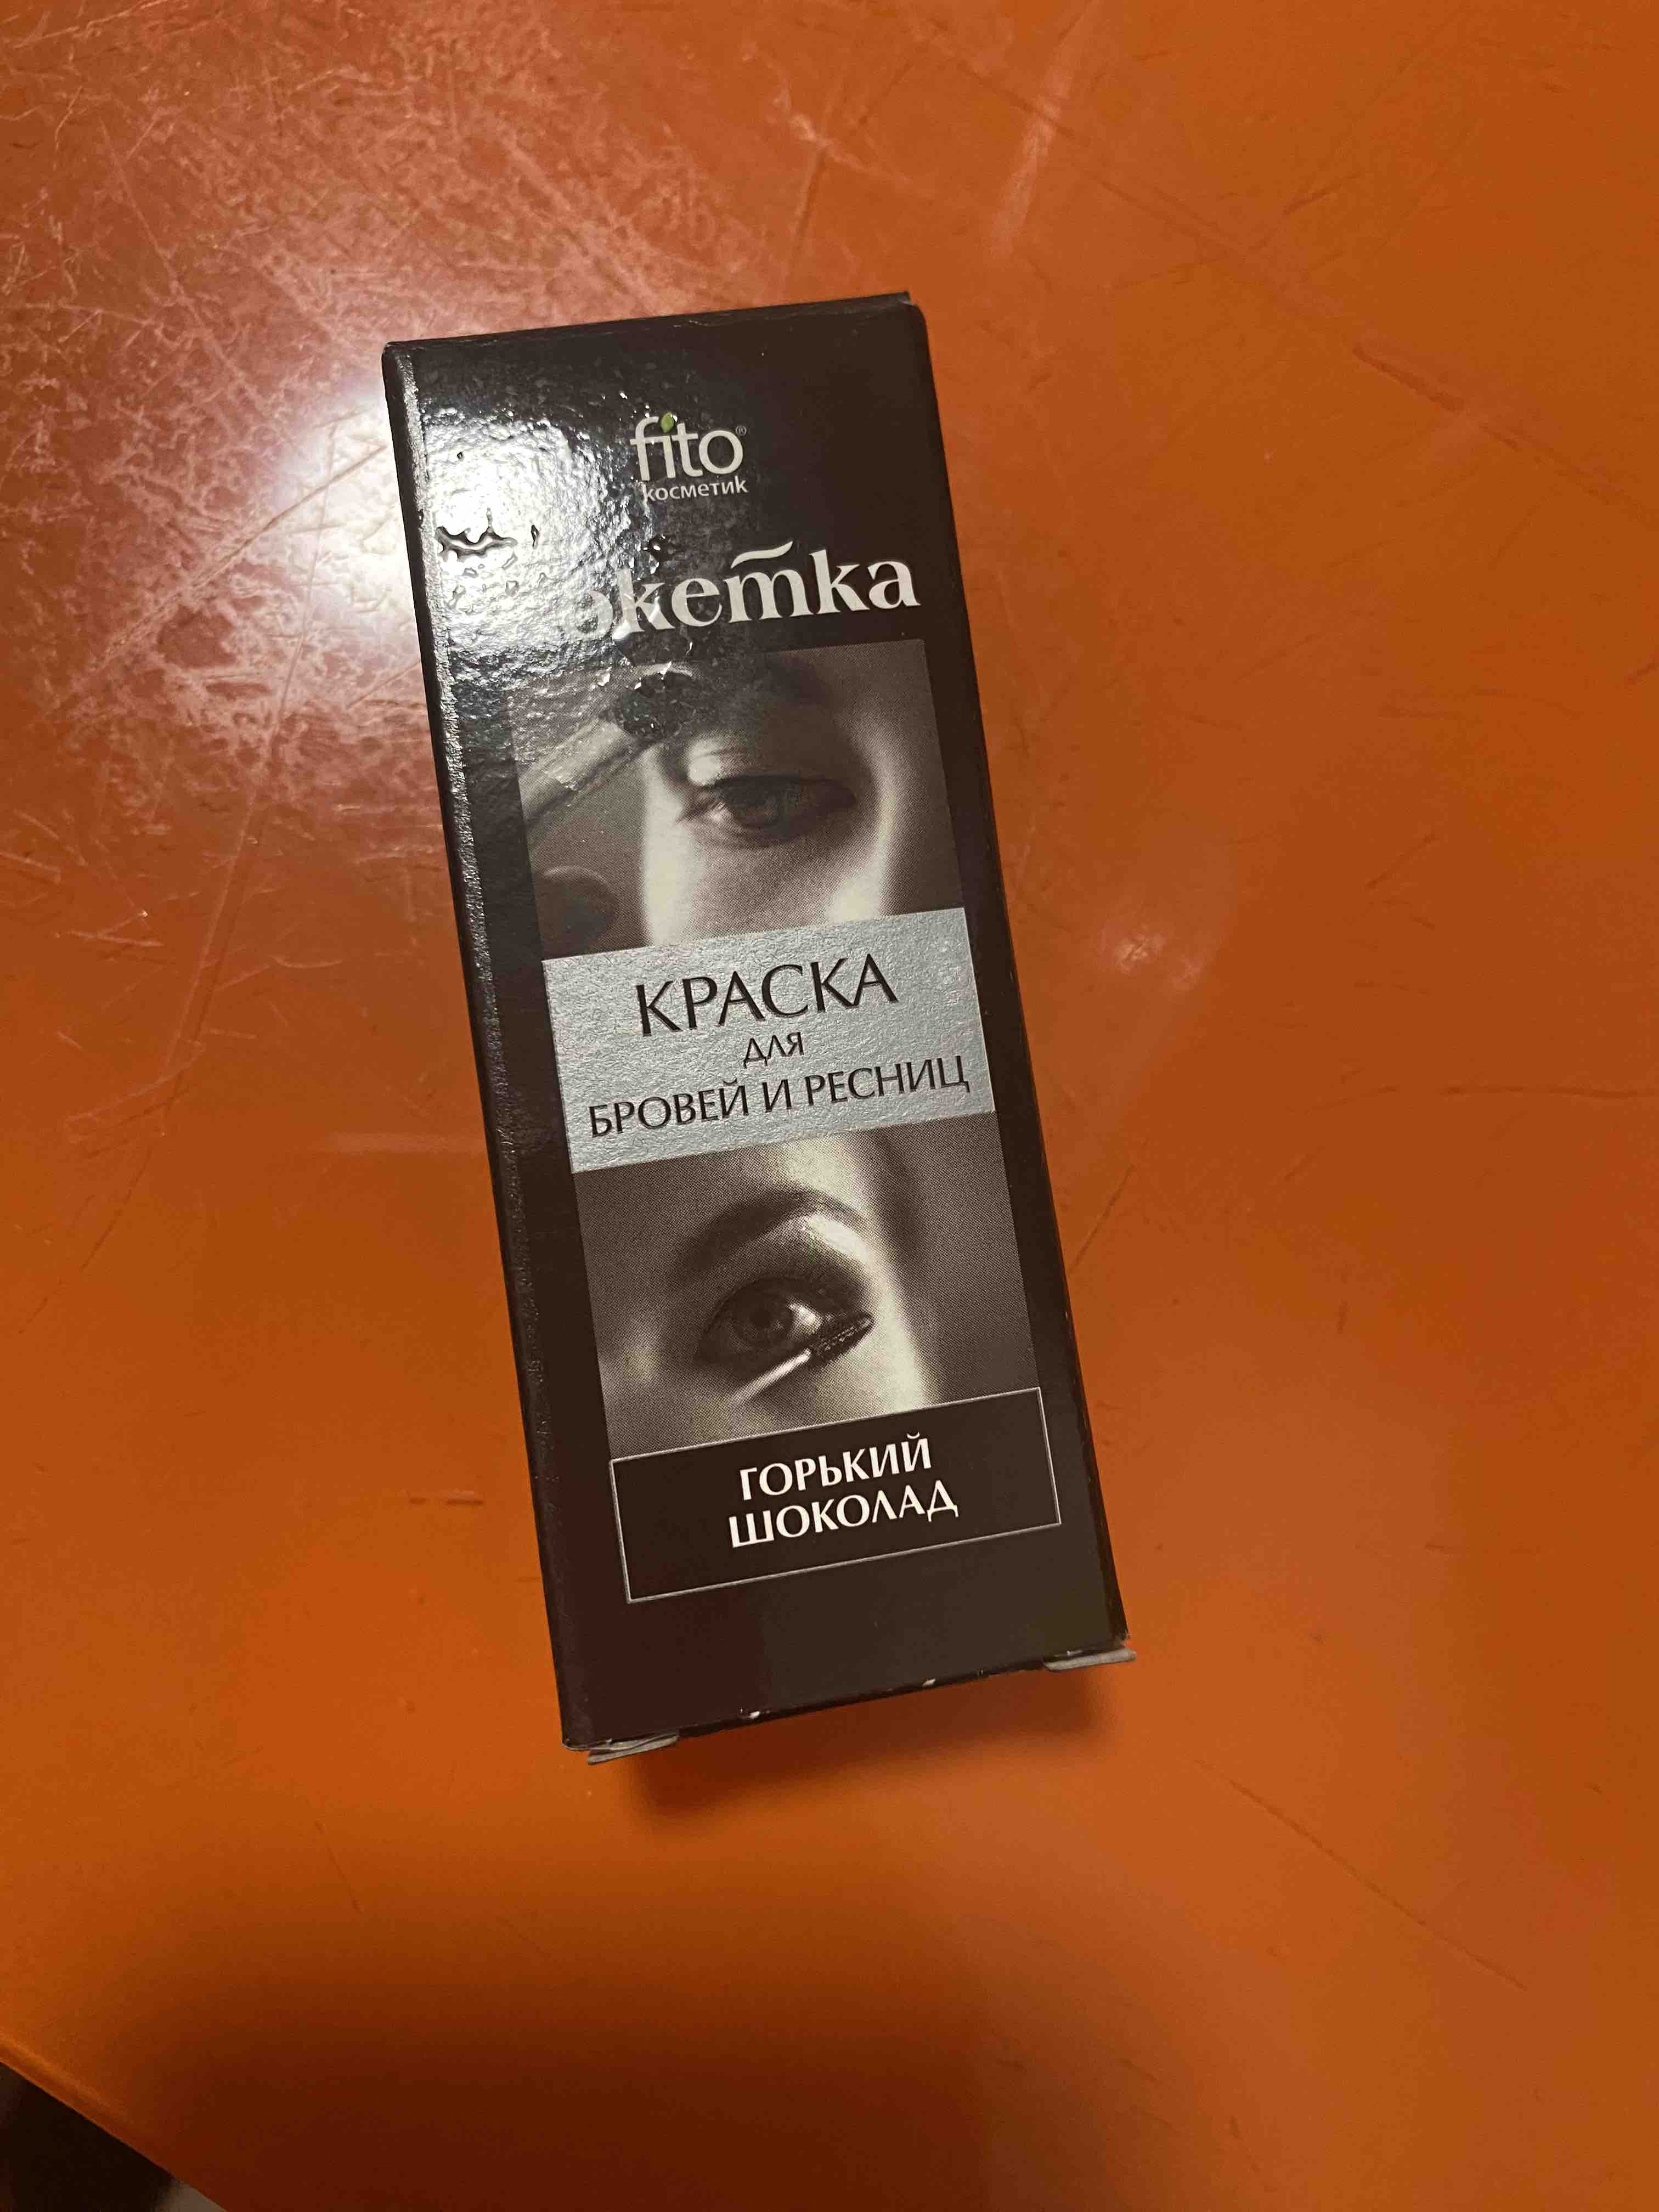 fito®
косметик
КРАСКА
ДЛЯ
БРОВЕЙ И РЕСНИЦ
ГОРЬКИЙ
ШОКОЛАД